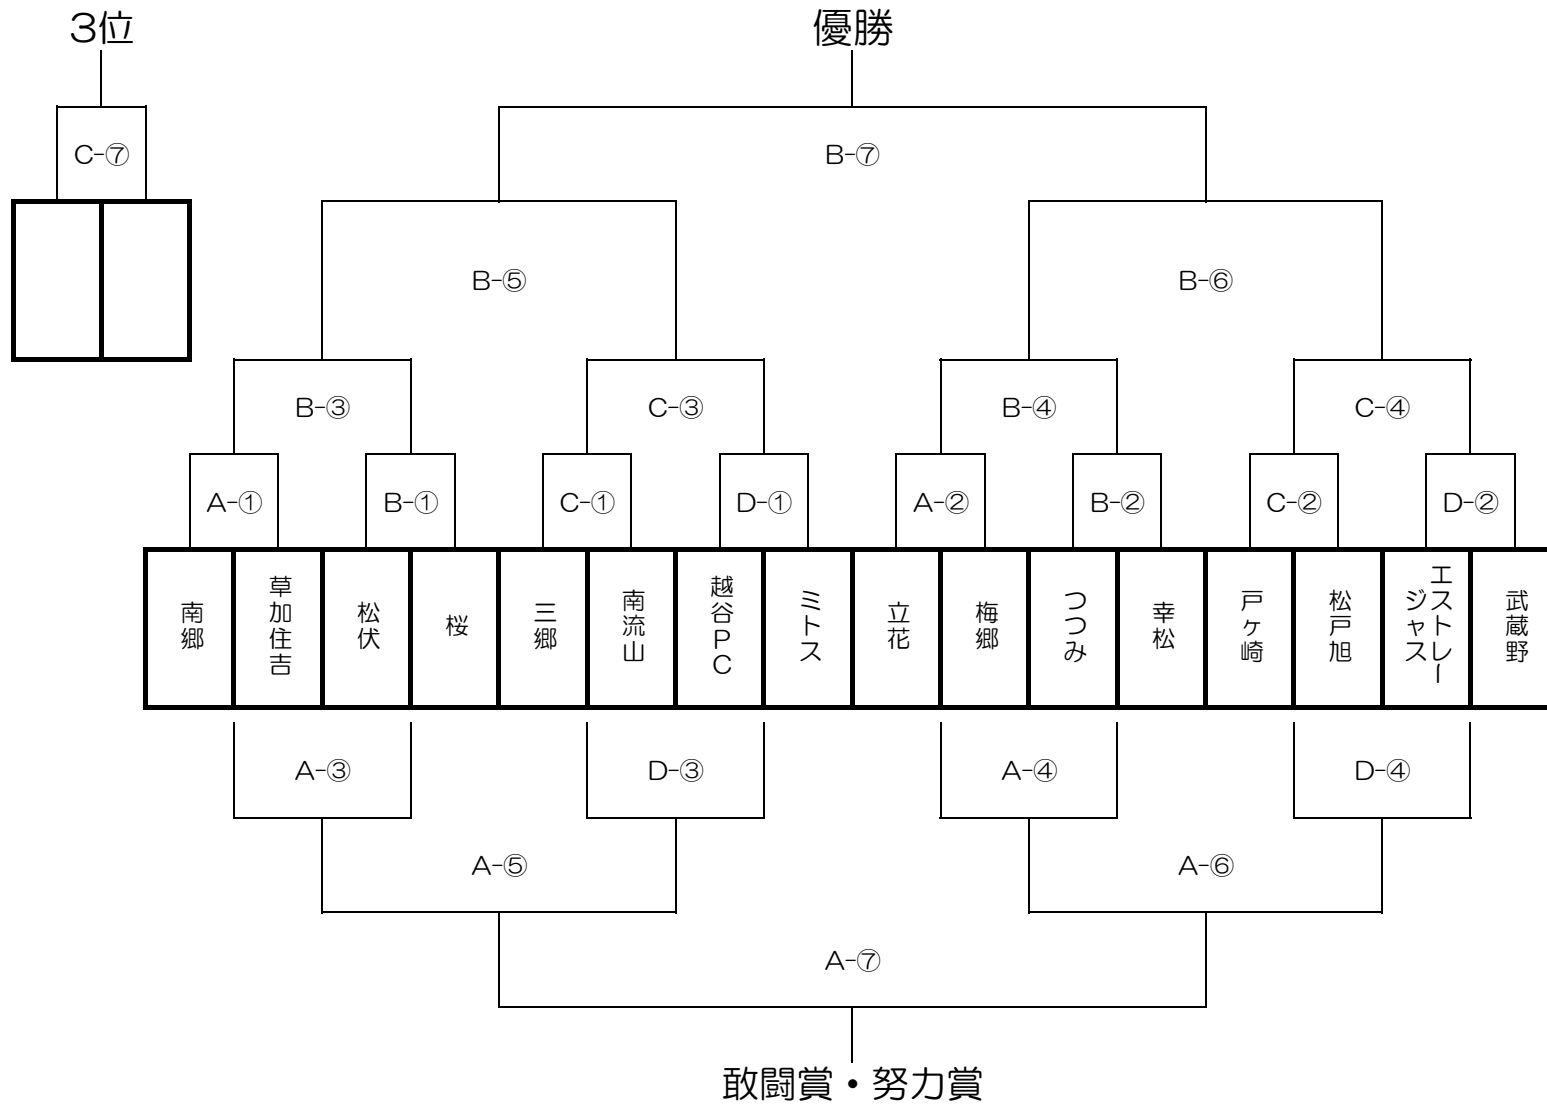 3位
優勝
C-⑦
B-⑦
B-⑤
B-⑥
B-③
C-③
B-④
C-④
A-①
B-①
C-①
D-①
A-②
B-②
C-②
D-②
南郷
草加住吉
松伏
桜
三郷
南流山
越谷PC
ミトス
立花
梅郷
つつみ
幸松
戸ヶ崎
松戸旭
エストレー
ジャス
武蔵野
A-③
D-③
A-④
D-④
A-⑤
A-⑥
A-⑦
敢闘賞・努力賞